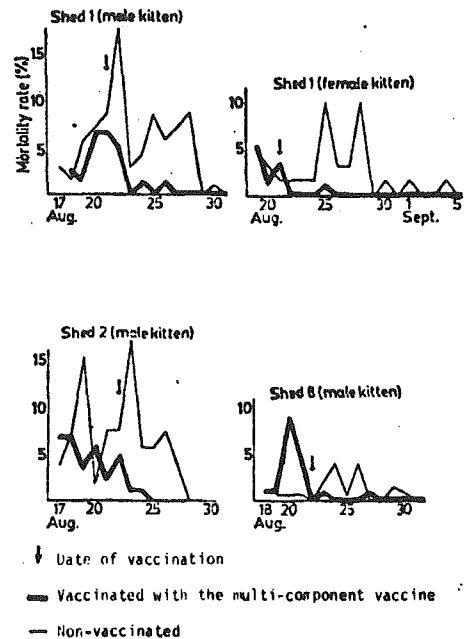 Shed 1 (male kitten)
Mortality rate (%)
15
10
5
17 20 25 30
Aug.
Shed 1 (female kitten)
10
5
20 25 30 1 5
Aug. Sept.
Shed 2 (male kitten)
15
10
5
20 25 30
Aug.
Shed 8 (male kitten)
10
5
18 20 25 30
Aug.
Date of vaccination
Vaccinated with the multi-component vaccine
Non-vaccinated